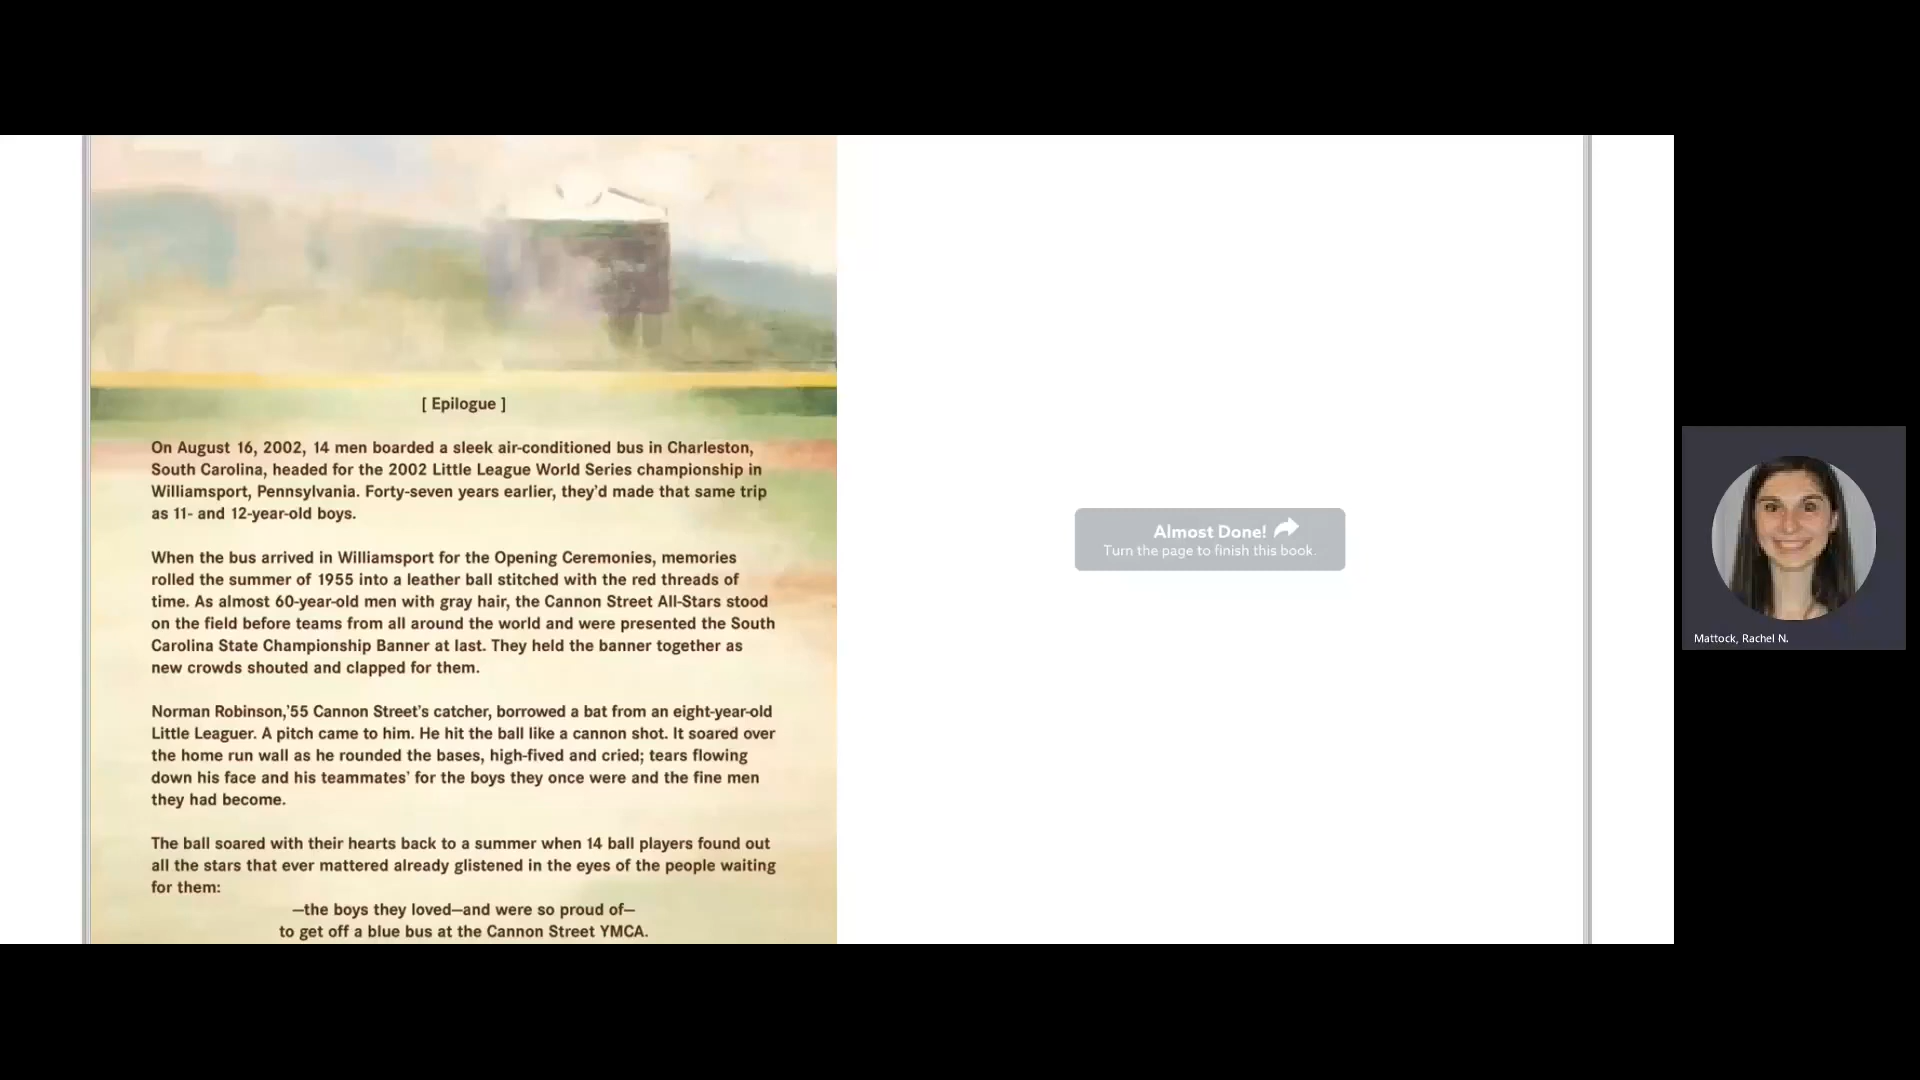 [ Epilogue ]
On August 16, 2002, 14 men boarded a sleek air-conditioned bus in Charleston,
South Carolina, headed for the 2002 Little League World Series championship in
Williamsport, Pennsylvania. Forty-seven years earlier, they'd made that same trip
as 11- and 12-year-old boys.
When the bus arrived in Williamsport for the Opening Ceremonies, memories
rolled the summer of 1955 into a leather ball stitched with the red threads of
time. As almost 60-year-old men with gray hair, the Cannon Street All-Stars stood
on the field before teams from all around the world and were presented the South
Carolina State Championship Banner at last. They held the banner together as
new crowds shouted and clapped for them.
Norman Robinson,'55 Cannon Street's catcher, borrowed a bat from an eight-year-old
Little Leaguer. A pitch came to him. He hit the ball like a cannon shot. It soared over
the home run wall as he rounded the bases, high-fived and cried; tears flowing
down his face and his teammates' for the boys they once were and the fine men
they had become.
The ball soared with their hearts back to a summer when 14 ball players found out
all the stars that ever mattered already glistened in the eyes of the people waiting
for them:
—the boys they loved—and were so proud of—
to get off a blue bus at the Cannon Street YMCA.
Almost Done!
Turn the page to finish this book.
Mattock, Rachel N.